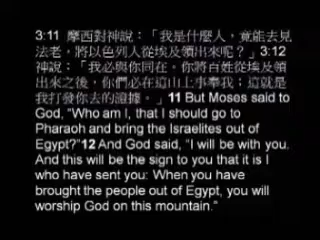 3:11 摩西對神說：「我是什麼人，竟能去見
法老，將以色列人從埃及領出來呢？」3:12
神說：「我必與你同在。你將百姓從埃及領
出來之後，你們必在這山上事奉我；這就是
我打發你去的證據。」11 But Moses said to
God, “Who am I, that I should go to
Pharaoh and bring the Israelites out of
Egypt?”12 And God said, “I will be with you.
And this will be the sign to you that it is I
who have sent you: When you have
brought the people out of Egypt, you will
worship God on this mountain.”